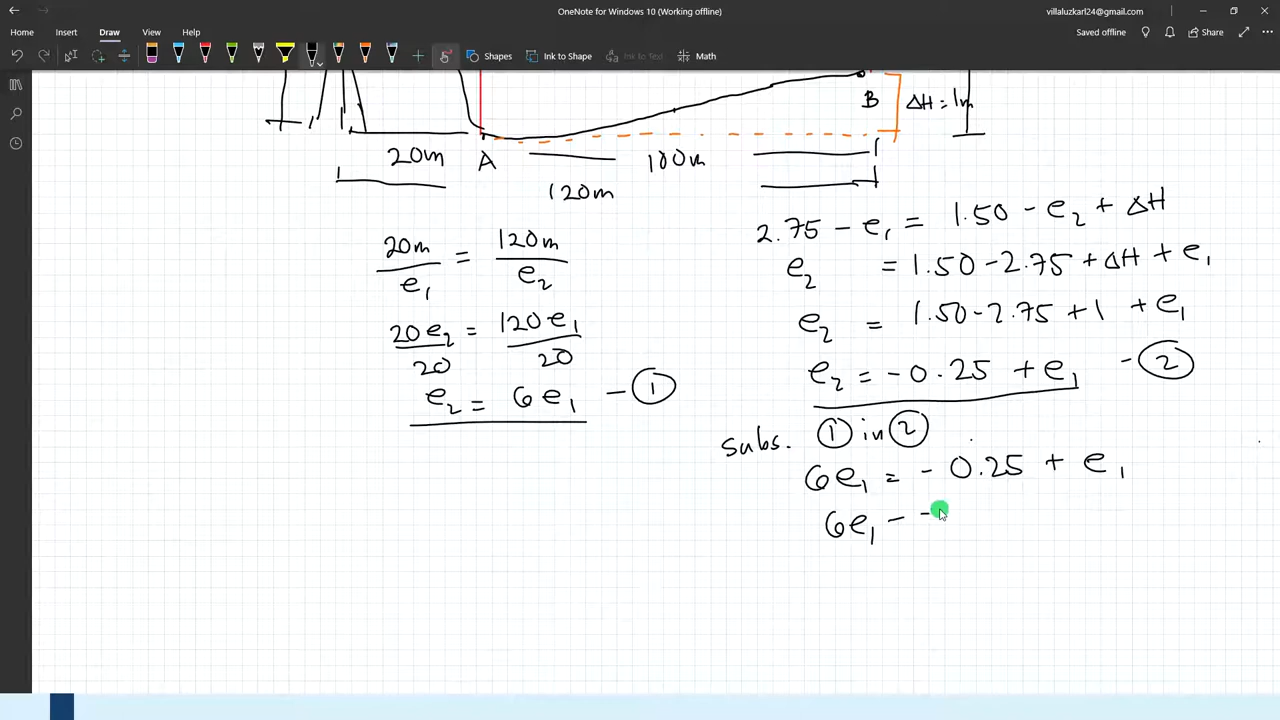 OneNote for Windows 10 (Working offline)
villaluzkarl24@gmail.com
Home Insert Draw View Help
Saved offline Share
Shapes Ink to Shape Ink to Text Math
B ΔH = 1m
20m A 100m
120m
20m/e₁ = 120m/e₂
20e₂/20 = 120e₁/20
e₂ = 6e₁ - ①
2.75 - e₁ = 1.50 - e₂ + ΔH
e₂ = 1.50 - 2.75 + ΔH + e₁
e₂ = 1.50 - 2.75 + 1 + e₁
e₂ = -0.25 + e₁ - ②
Subs. ① in ②
6e₁ = - 0.25 + e₁
6e₁ - -